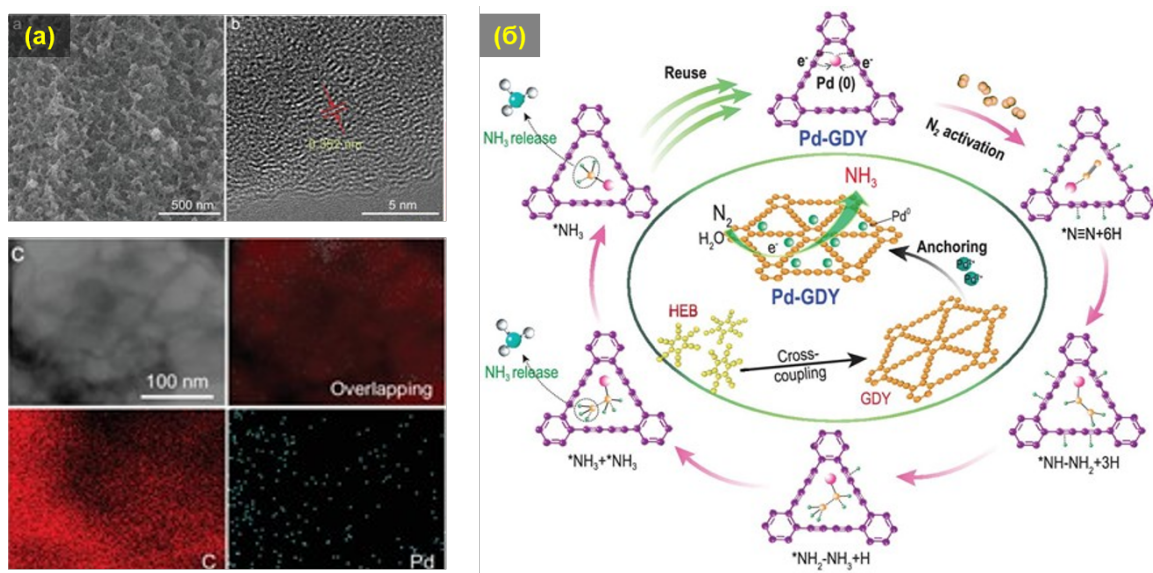 (а)
a
b
0.352 nm
500 nm
5 nm
C
100 nm
Overlapping
C
Pd
(б)
Reuse
e-
e-
Pd (0)
Pd-GDY
N2 activation
NH3 release
*NH3
*N≡N+6H
NH3
N2
H2O
e-
Pd0
Pd-GDY
Anchoring
HEB
Cross-
coupling
GDY
NH3 release
*NH3+*NH3
*NH-NH2+3H
*NH2-NH3+H